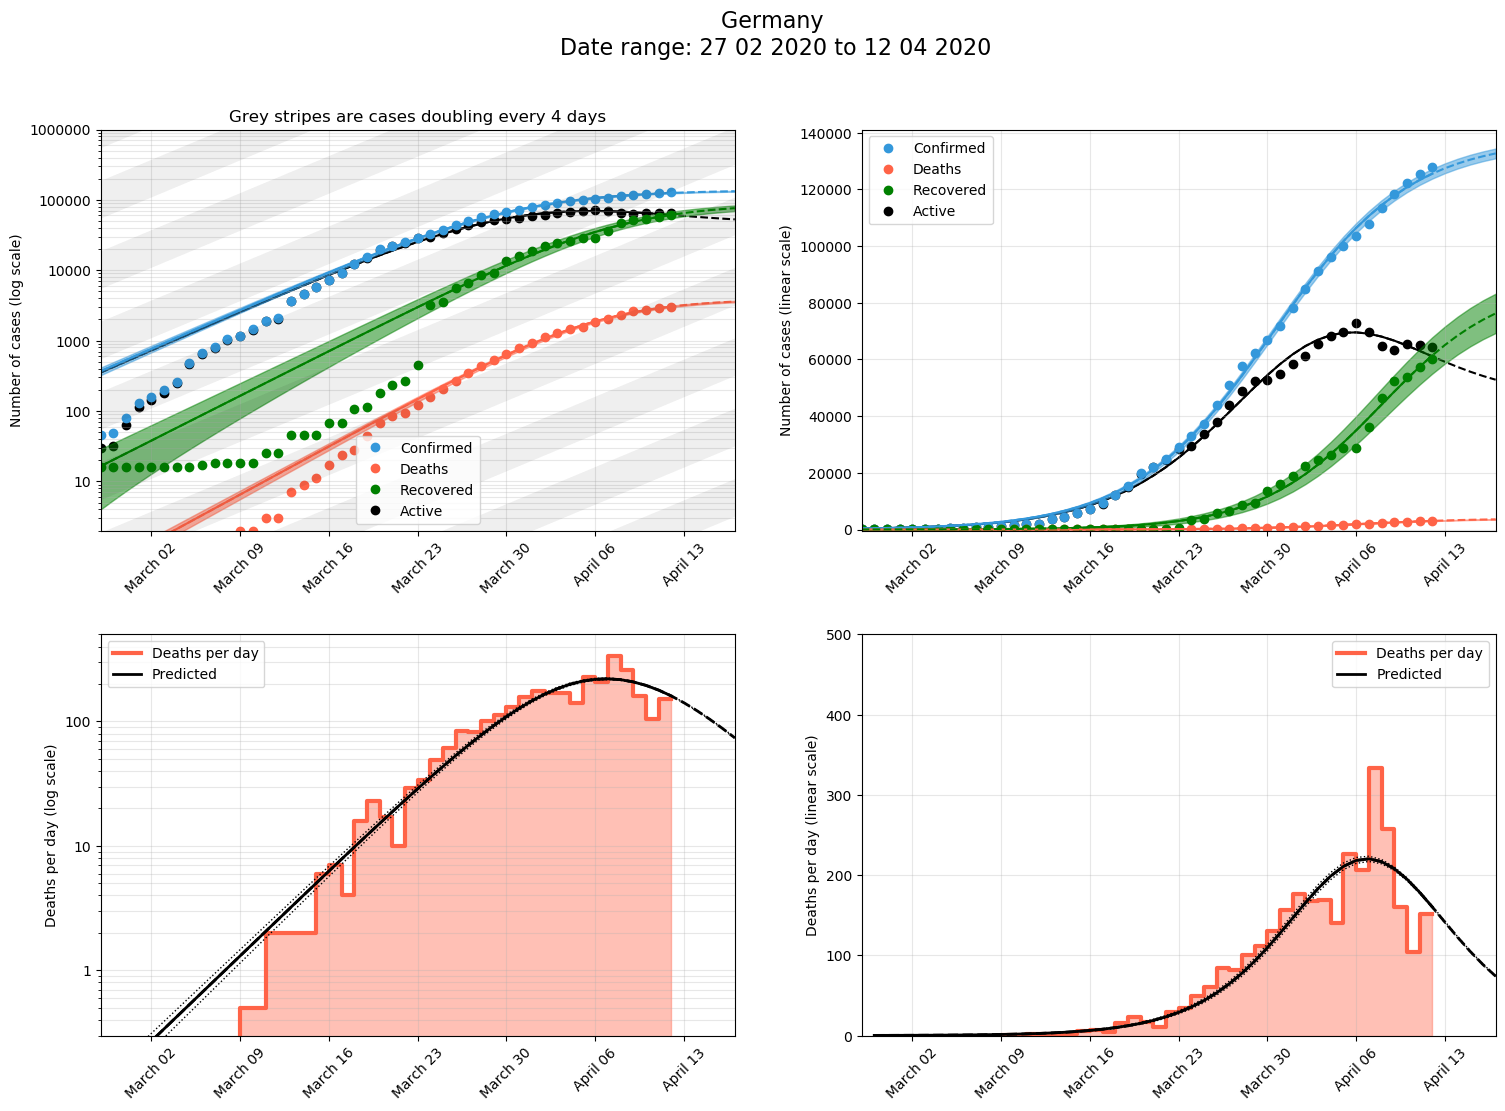 Germany
Date range: 27 02 2020 to 12 04 2020
Grey stripes are cases doubling every 4 days
Number of cases (log scale)
1000000
100000
10000
1000
100
10
Confirmed
Deaths
Recovered
Active
March 02
March 09
March 16
March 23
March 30
April 06
April 13
Number of cases (linear scale)
140000
120000
100000
80000
60000
40000
20000
0
Confirmed
Deaths
Recovered
Active
March 02
March 09
March 16
March 23
March 30
April 06
April 13
Deaths per day (log scale)
100
10
1
Deaths per day
Predicted
March 02
March 09
March 16
March 23
March 30
April 06
April 13
Deaths per day (linear scale)
500
400
300
200
100
0
Deaths per day
Predicted
March 02
March 09
March 16
March 23
March 30
April 06
April 13